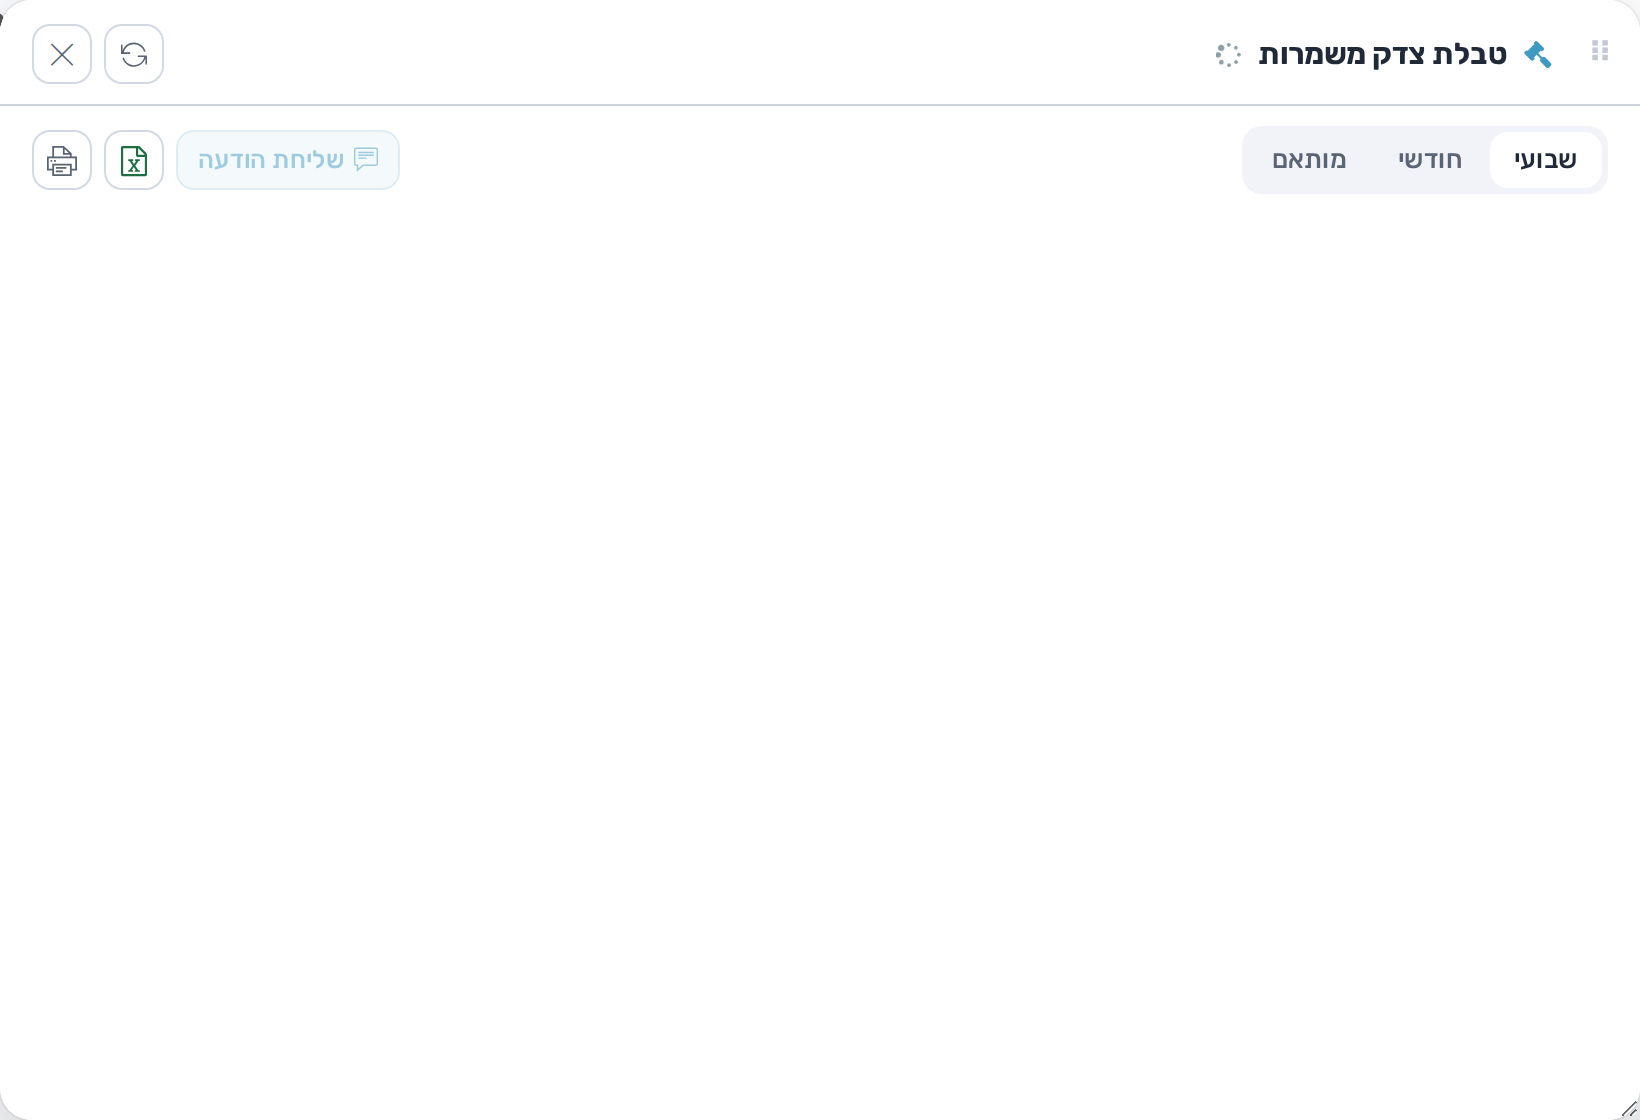 טבלת צדק משמרות
שבועי
חודשי
מותאם
שליחת הודעה